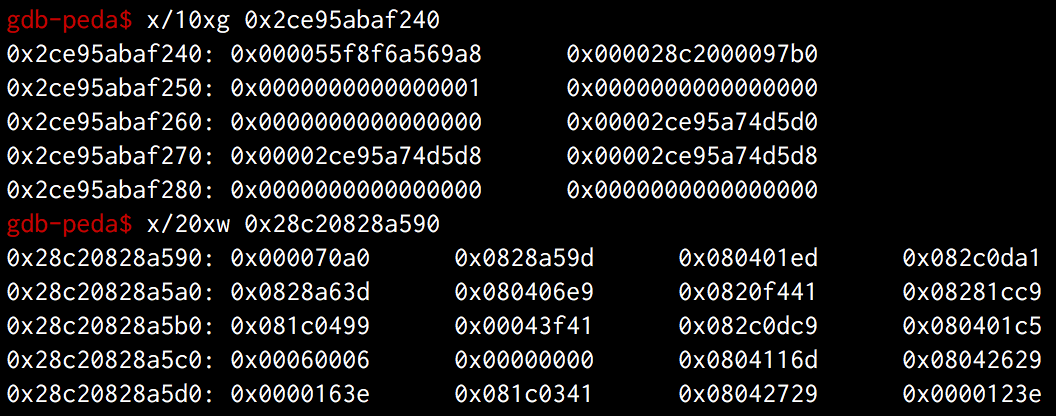 gdb-peda$ x/10xg 0x2ce95abaf240
0x2ce95abaf240: 0x000055f8f6a569a8 0x000028c2000097b0
0x2ce95abaf250: 0x0000000000000001 0x0000000000000000
0x2ce95abaf260: 0x0000000000000000 0x00002ce95a74d5d0
0x2ce95abaf270: 0x00002ce95a74d5d8 0x00002ce95a74d5d8
0x2ce95abaf280: 0x0000000000000000 0x0000000000000000
gdb-peda$ x/20xw 0x28c20828a590
0x28c20828a590: 0x000070a0 0x0828a59d 0x080401ed 0x082c0da1
0x28c20828a5a0: 0x0828a63d 0x080406e9 0x0820f441 0x08281cc9
0x28c20828a5b0: 0x081c0499 0x00043f41 0x082c0dc9 0x080401c5
0x28c20828a5c0: 0x00060006 0x00000000 0x0804116d 0x08042629
0x28c20828a5d0: 0x0000163e 0x081c0341 0x08042729 0x0000123e